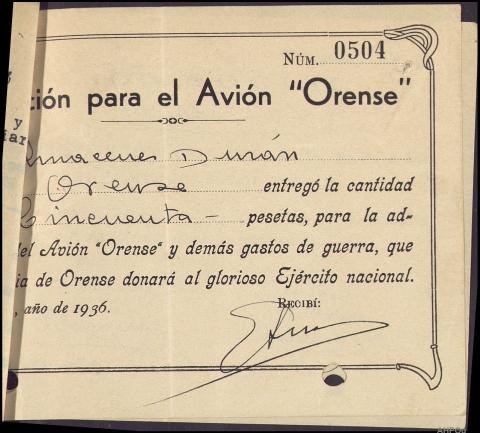 NÚM. 0504
ción para el Avión "Orense"
y
Almacenes Durán
Orense entregó la cantidad
Cincuenta - pesetas, para la ad-
del Avión "Orense" y demás gastos de guerra, que
ia de Orense donará al glorioso Ejército nacional.
, año de 1936.
RECIBÍ: